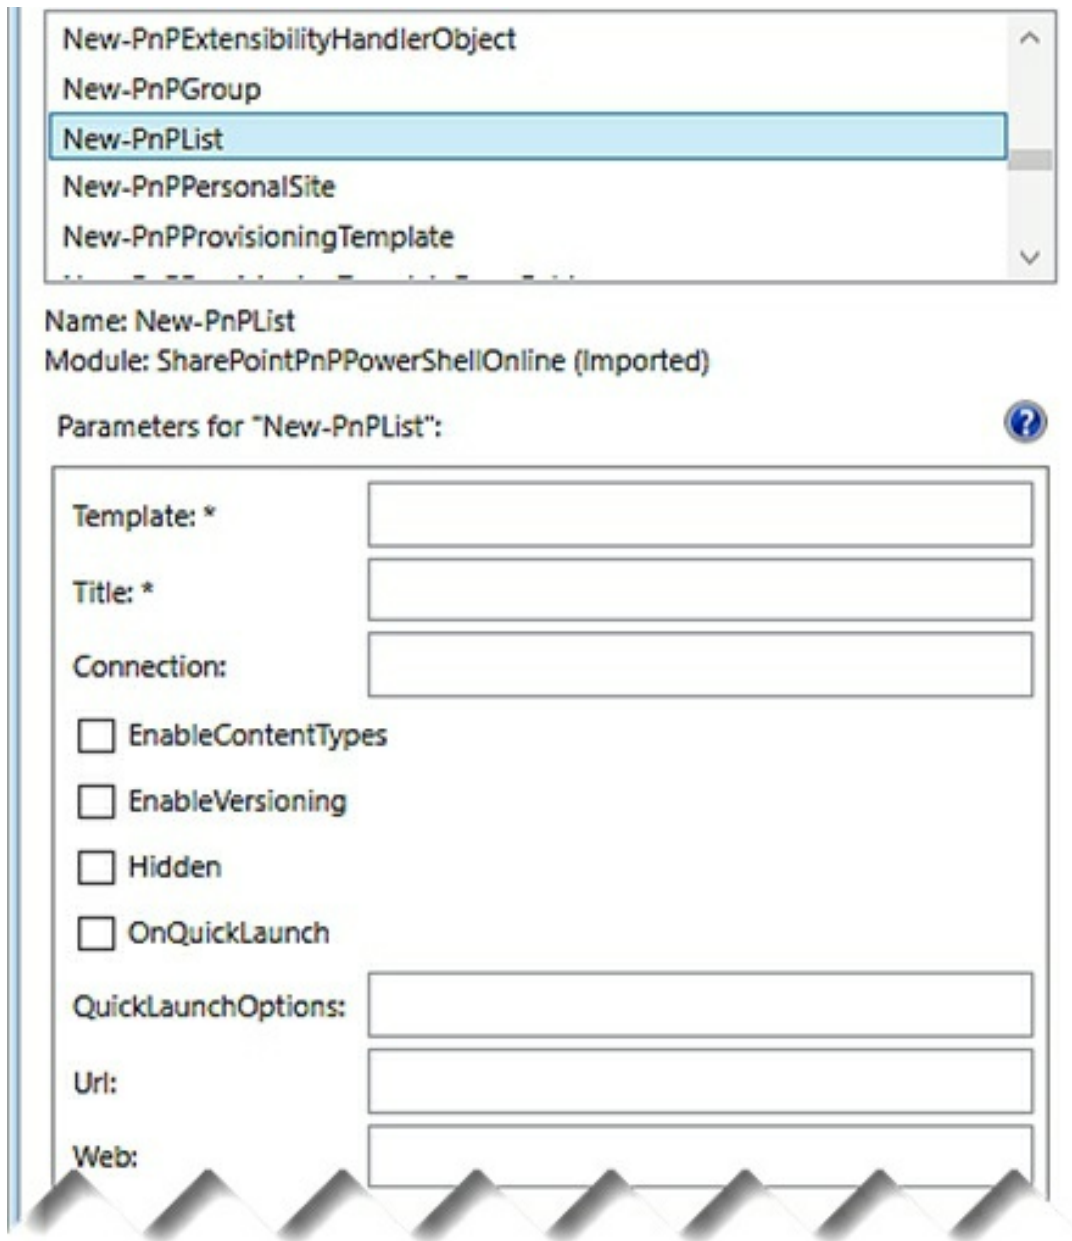 New-PnPExtensibilityHandlerObject
New-PnPGroup
New-PnPList
New-PnPPersonalSite
New-PnPProvisioningTemplate
Name: New-PnPList
Module: SharePointPnPPowerShellOnline (Imported)
Parameters for "New-PnPList":
?
Template: *
Title: *
Connection:
EnableContentTypes
EnableVersioning
Hidden
OnQuickLaunch
QuickLaunchOptions:
Url:
Web: